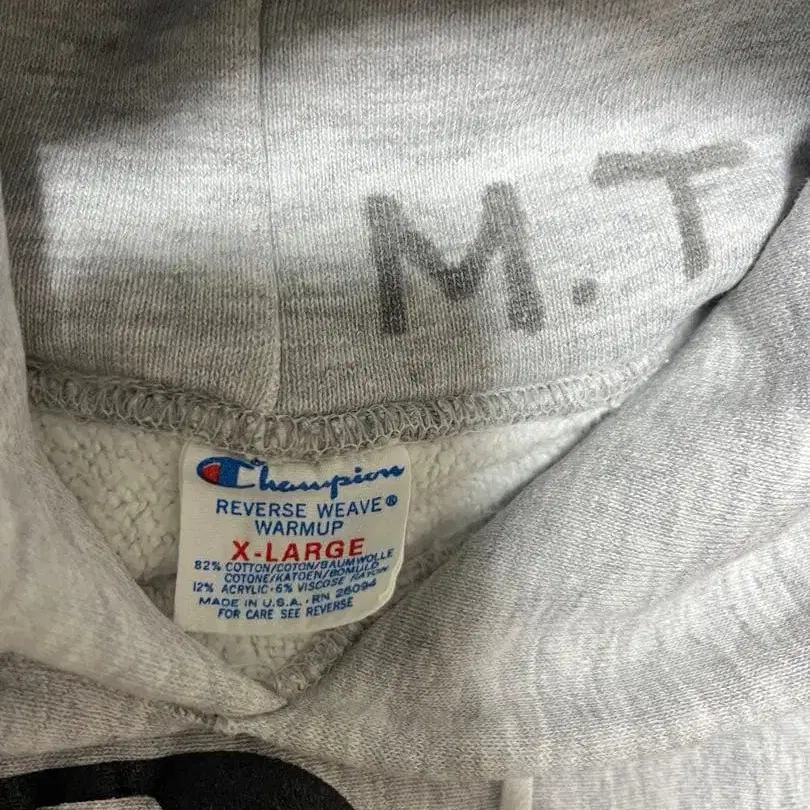 M.T
Champion
REVERSE WEAVE®
WARMUP
X-LARGE
82% COTTON/COTON/BAUMWOLLE
COTONE/KATOEN/BOMULD
12% ACRYLIC·6% VISCOSE RAYON
MADE IN U.S.A.·RN 26094
FOR CARE SEE REVERSE